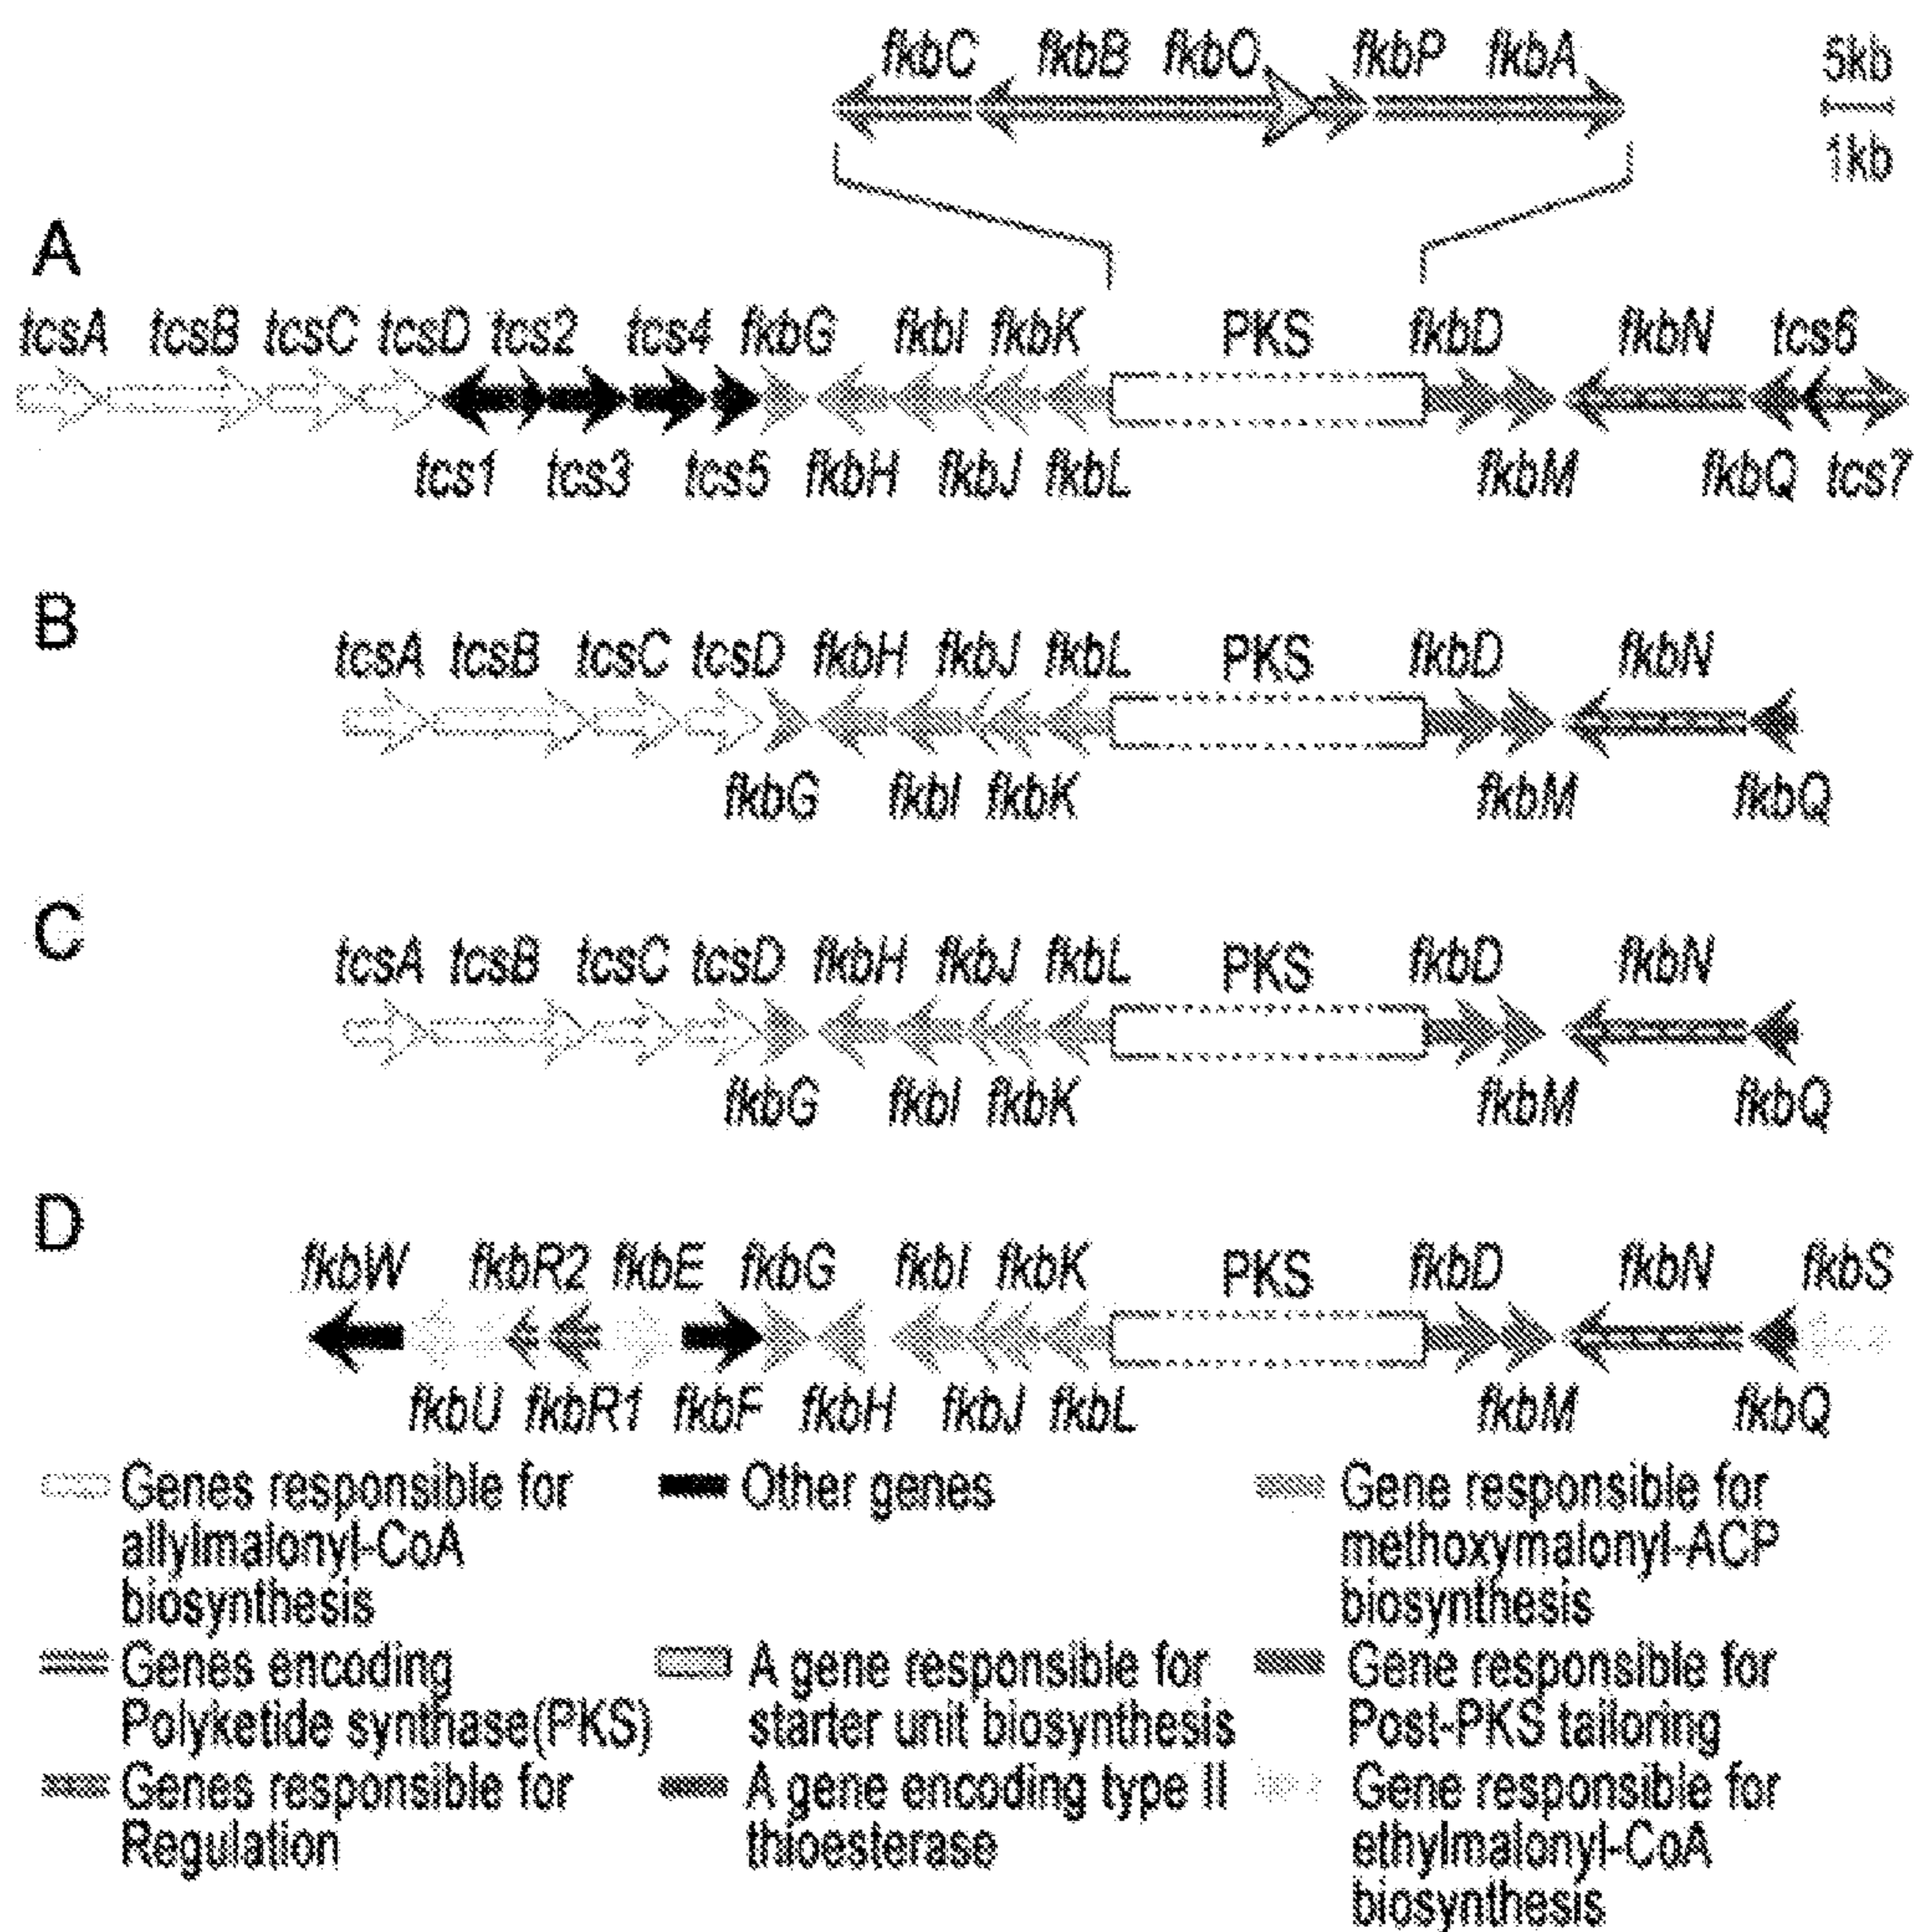 fkbC fkbB fkbO fkbP fkbA
5kb
1kb
A
tcsA tcsB tcsC tcsD tcs2 tcs4 fkbG fkbI fkbK PKS fkbD fkbN tcs6
tcs1 tcs3 tcs5 fkbH fkbJ fkbL fkbM fkbQ tcs7
B
tcsA tcsB tcsC tcsD fkbH fkbJ fkbL PKS fkbD fkbN
fkbG fkbI fkbK fkbM fkbQ
C
tcsA tcsB tcsC tcsD fkbH fkbJ fkbL PKS fkbD fkbN
fkbG fkbI fkbK fkbM fkbQ
D
fkbW fkbR2 fkbE fkbG fkbI fkbK PKS fkbD fkbN fkbS
fkbU fkbR1 fkbF fkbH fkbJ fkbL fkbM fkbQ
Genes responsible for
allylmalonyl-CoA
biosynthesis
Other genes
Gene responsible for
methoxymalonyl-ACP
biosynthesis
Genes encoding
Polyketide synthase(PKS)
A gene responsible for
starter unit biosynthesis
Gene responsible for
Post-PKS tailoring
Genes responsible for
Regulation
A gene encoding type II
thioesterase
Gene responsible for
ethylmalonyl-CoA
biosynthesis